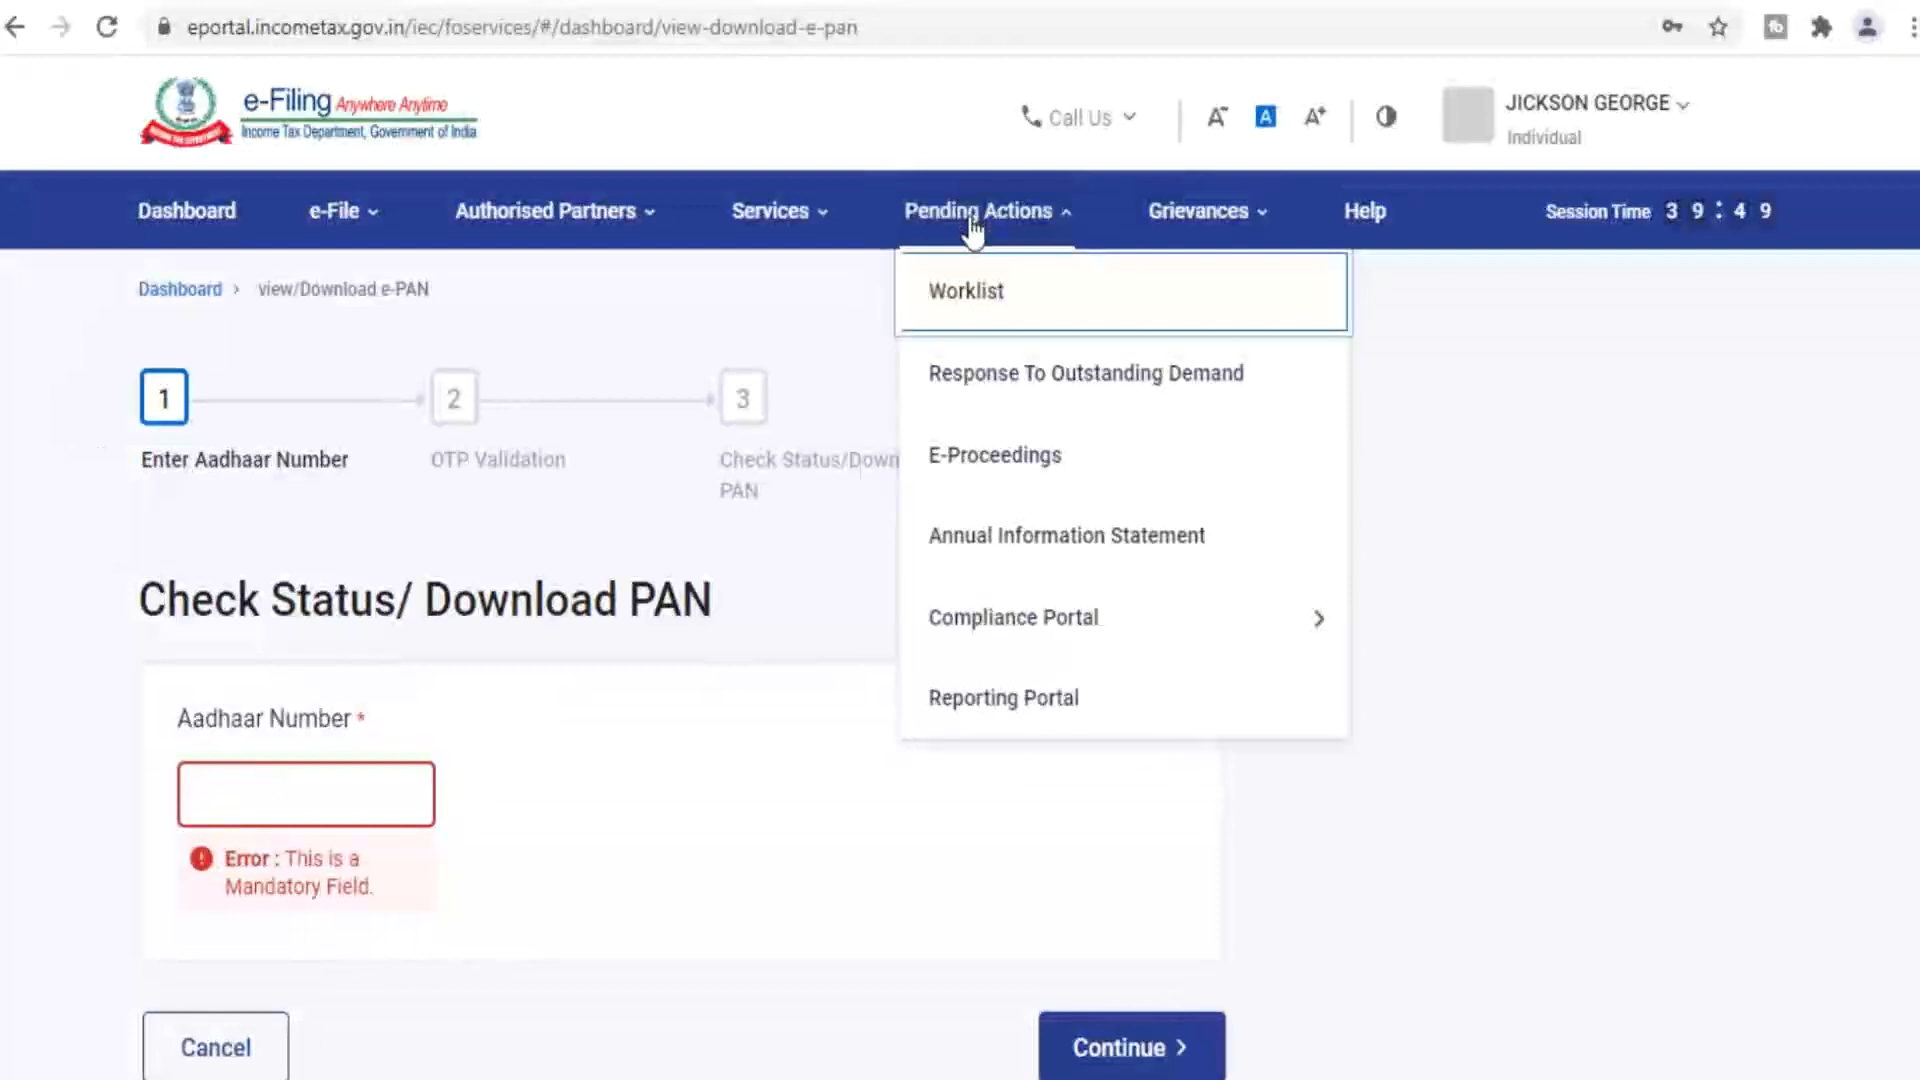 eportal.incometax.gov.in/iec/foservices/#/dashboard/view-download-e-pan
e-Filing Anywhere Anytime
Income Tax Department, Government of India
Call Us
A- A A+
JICKSON GEORGE
Individual
Dashboard e-File Authorised Partners Services Pending Actions Grievances Help Session Time 39:49
Dashboard > view/Download e-PAN
Worklist
Response To Outstanding Demand
E-Proceedings
Annual Information Statement
Compliance Portal
Reporting Portal
1 2 3
Enter Aadhaar Number OTP Validation Check Status/Down
PAN
Check Status/ Download PAN
Aadhaar Number *
Error : This is a
Mandatory Field.
Cancel
Continue >